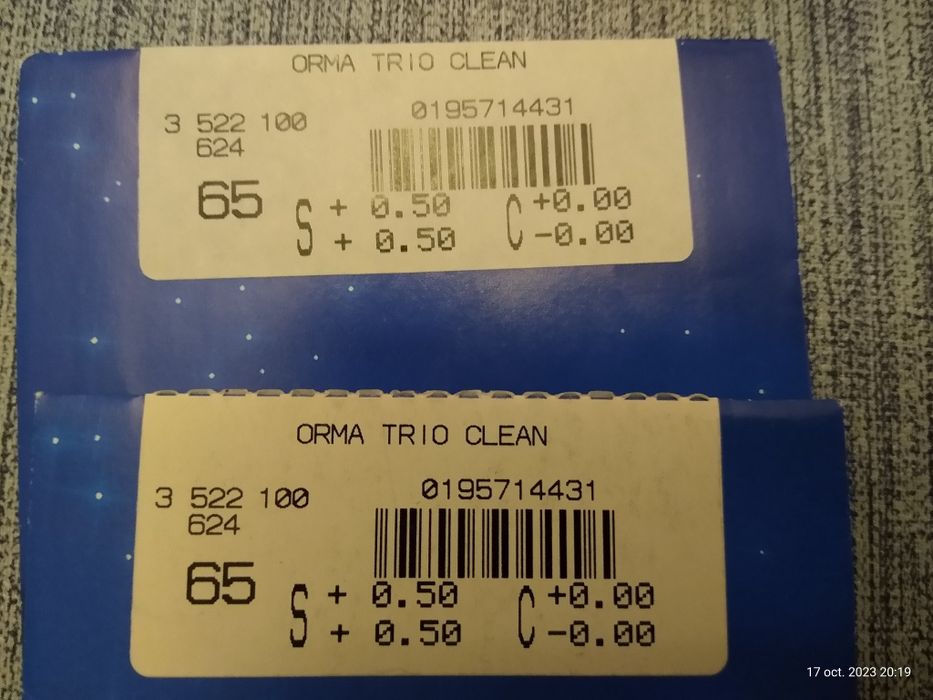 ORMA TRIO CLEAN
0195714431
3 522 100
624
65
S + 0.50 C +0.00
+ 0.50 -0.00
ORMA TRIO CLEAN
0195714431
3 522 100
624
65
S + 0.50 C +0.00
+ 0.50 -0.00
17 oct. 2023 20:19